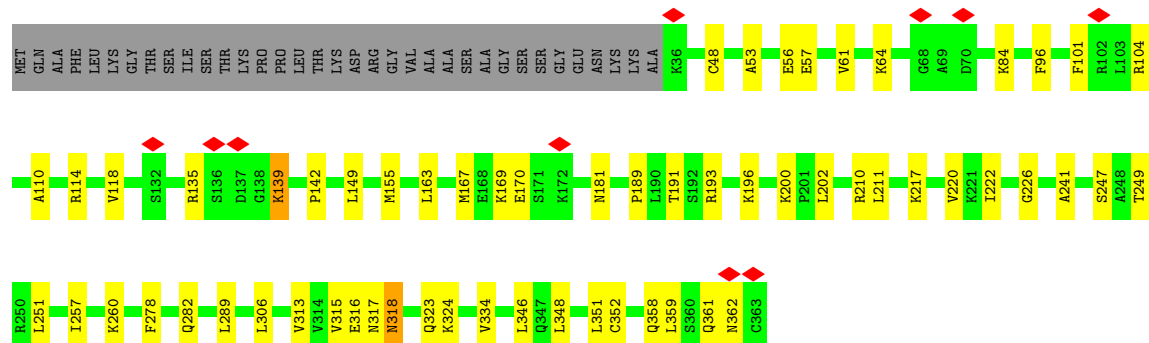 MET GLN ALA PHE LEU LYS GLY THR SER ILE SER THR LYS PRO PRO LEU THR LYS ASP ARG GLY VAL ALA ALA SER ALA GLY SER SER GLY GLU ASN LYS LYS ALA K36 C48 A53 E56 E57 V61 K64 G68 A69 D70 K84 F96 F101 R102 L103 R104
A110 R114 V118 S132 R135 S136 D137 G138 K139 P142 L149 M155 L163 M167 E168 K169 E170 S171 K172 N181 P189 L190 T191 S192 R193 K196 K200 P201 L202 R210 L211 K217 V220 K221 I222 G226 A241 S247 A248 T249
R250 L251 I257 K260 F278 Q282 L289 L306 V313 V314 V315 E316 N317 N318 Q323 K324 V334 L346 Q347 L348 L351 C352 Q358 L359 S360 Q361 N362 C363